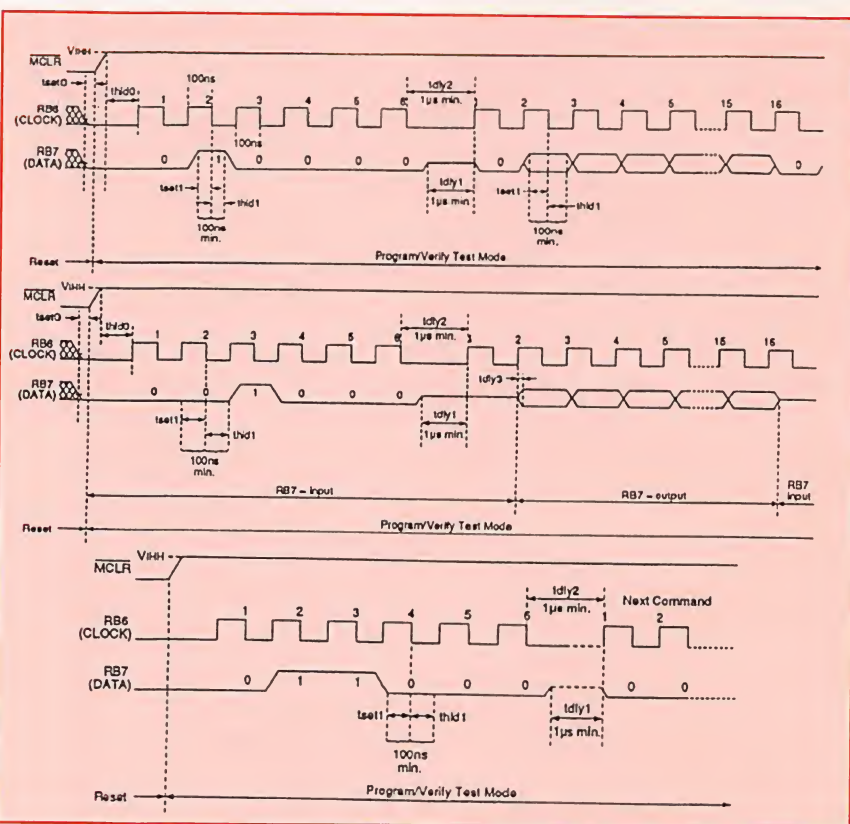 VIHH
MCLR
tset0
thld0
100ns
tdly2
1µs min.
RB6
(CLOCK)
1 2 3 4 5 6 1 2 3 4 5 15 16
100ns
RB7
(DATA)
0 1 0 0 0 0 0 0
tset1
thld1
100ns
min.
tdly1
1µs min.
tset1
thld1
100ns
min.
Reset
Program/Verify Test Mode
VIHH
MCLR
tset0
thld0
tdly2
1µs min.
RB6
(CLOCK)
1 2 3 4 5 6 1 2 3 4 5 15 16
tdly3
RB7
(DATA)
0 0 1 0 0 0
tset1
thld1
100ns
min.
tdly1
1µs min
RB7 – input
RB7 – output
RB7
input
Reset
Program/Verify Test Mode
VIHH
MCLR
tdly2
1µs min.
Next Command
RB6
(CLOCK)
1 2 3 4 5 6 1 2
RB7
(DATA)
0 1 1 0 0 0 0 0
tset1
thld1
100ns
min.
tdly1
1µs min.
Reset
Program/Verify Test Mode